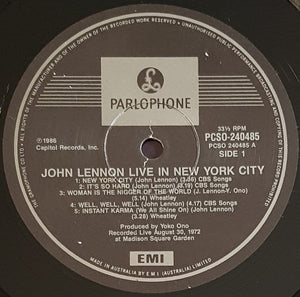 PARLOPHONE
℗ 1986
Capitol Records, Inc.
33⅓ RPM
PCSO-240485
PCSO 240485 A
SIDE 1
JOHN LENNON LIVE IN NEW YORK CITY
1: NEW YORK CITY (John Lennon) (3.56) CBS Songs
2: IT'S SO HARD (John Lennon) (3.19) CBS Songs
3: WOMAN IS THE NIGGER OF THE WORLD (J. Lennon-Y. Ono)
(5.14) Wheatley
4: WELL, WELL, WELL (John Lennon) (4.17) CBS Songs
5: INSTANT KARMA (We All Shine On) (John Lennon)
(3.28) Wheatley
Produced by Yoko Ono
Recorded Live August 30, 1972
at Madison Square Garden
EMI
MADE IN AUSTRALIA BY EMI (AUSTRALIA) LIMITED